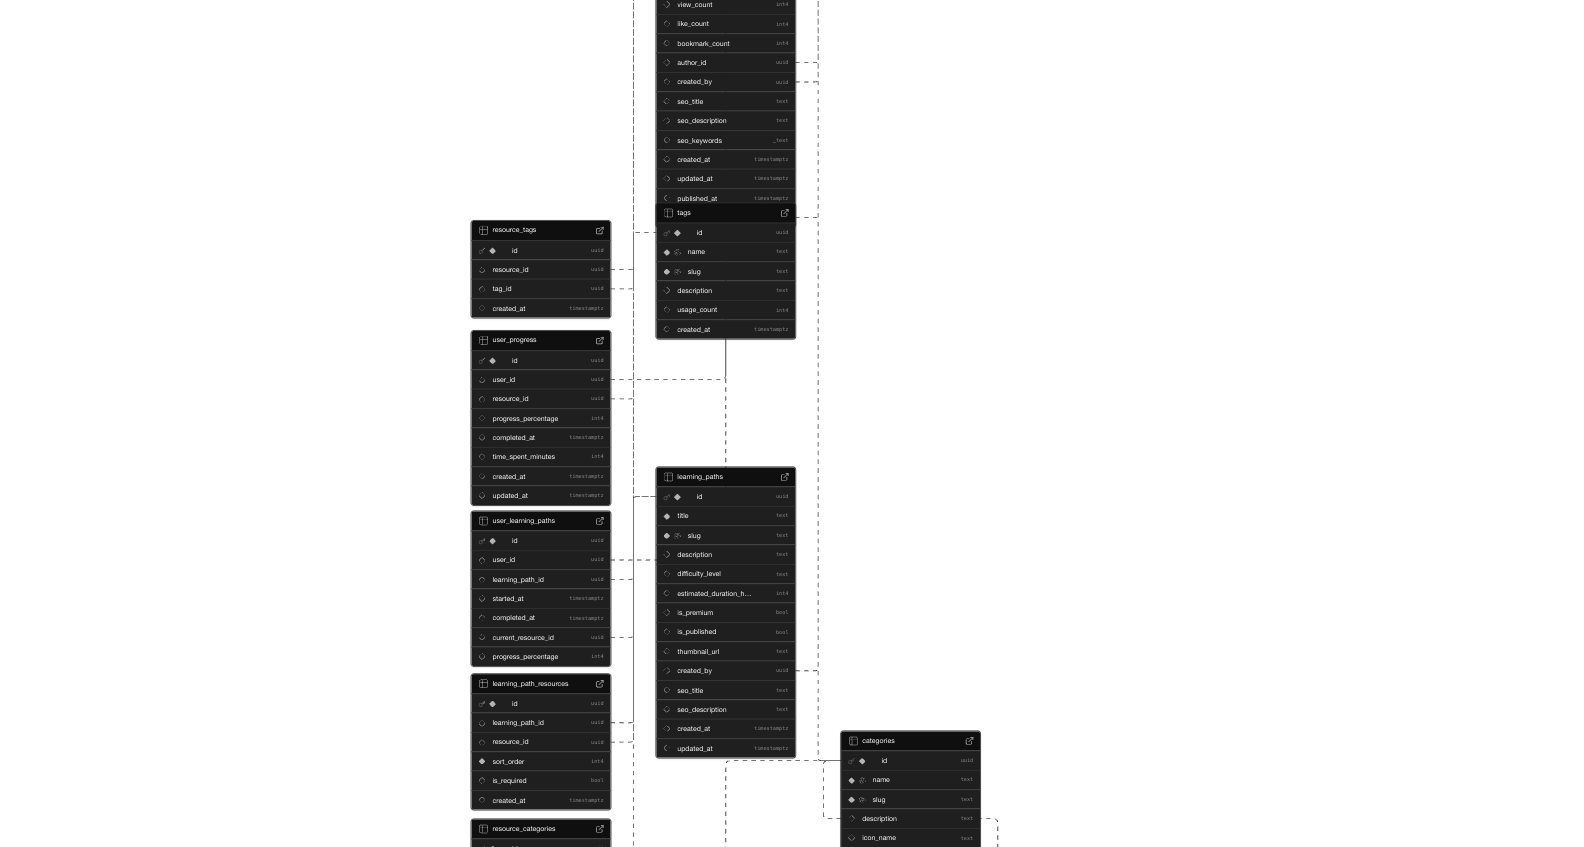 view_count int4
like_count int4
bookmark_count int4
author_id uuid
created_by uuid
seo_title text
seo_description text
seo_keywords _text
created_at timestamptz
updated_at timestamptz
published_at timestamptz
tags
id uuid
name text
slug text
description text
usage_count int4
created_at timestamptz
resource_tags
id uuid
resource_id uuid
tag_id uuid
created_at timestamptz
user_progress
id uuid
user_id uuid
resource_id uuid
progress_percentage int4
completed_at timestamptz
time_spent_minutes int4
created_at timestamptz
updated_at timestamptz
user_learning_paths
id uuid
user_id uuid
learning_path_id uuid
started_at timestamptz
completed_at timestamptz
current_resource_id uuid
progress_percentage int4
learning_path_resources
id uuid
learning_path_id uuid
resource_id uuid
sort_order int4
is_required bool
created_at timestamptz
resource_categories
learning_paths
id uuid
title text
slug text
description text
difficulty_level text
estimated_duration_h... int4
is_premium bool
is_published bool
thumbnail_url text
created_by uuid
seo_title text
seo_description text
created_at timestamptz
updated_at timestamptz
categories
id uuid
name text
slug text
description text
icon_name text